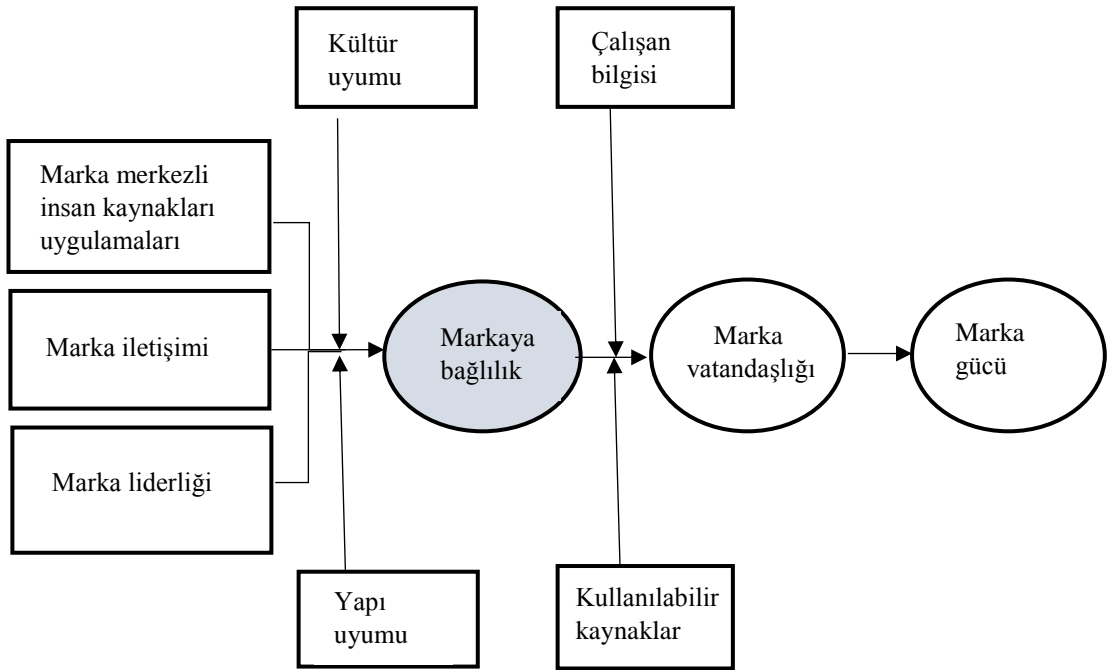 Kültür
uyumu
Çalışan
bilgisi
Marka merkezli
insan kaynakları
uygulamaları
Marka iletişimi
Marka liderliği
Markaya
bağlılık
Marka
vatandaşlığı
Marka
gücü
Yapı
uyumu
Kullanılabilir
kaynaklar